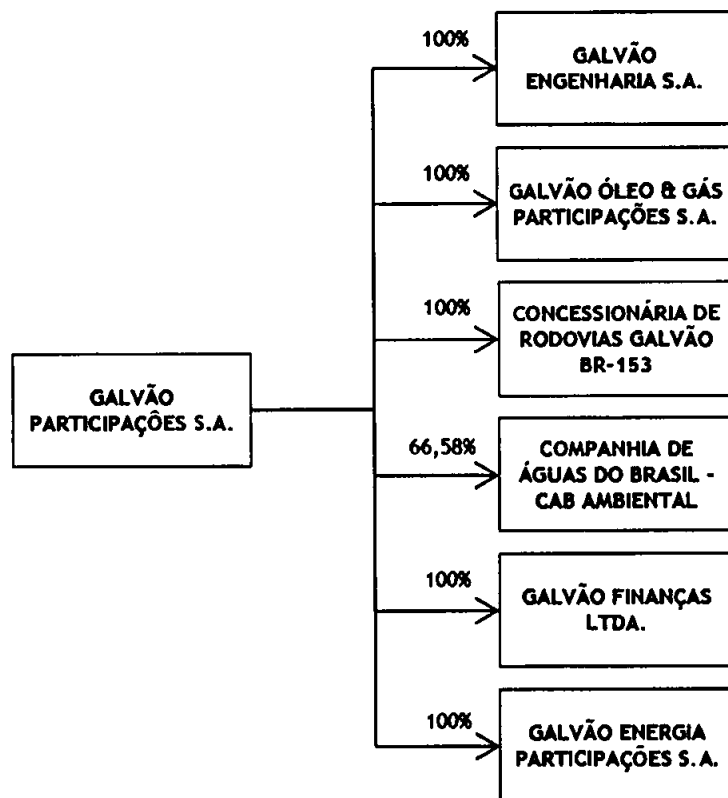 100%
GALVÃO
ENGENHARIA S.A.
100%
GALVÃO ÓLEO & GÁS
PARTICIPAÇÕES S.A.
100%
CONCESSIONÁRIA DE
RODOVIAS GALVÃO
BR-153
GALVÃO
PARTICIPAÇÕES S.A.
66,58%
COMPANHIA DE
ÁGUAS DO BRASIL -
CAB AMBIENTAL
100%
GALVÃO FINANÇAS
LTDA.
100%
GALVÃO ENERGIA
PARTICIPAÇÕES S.A.